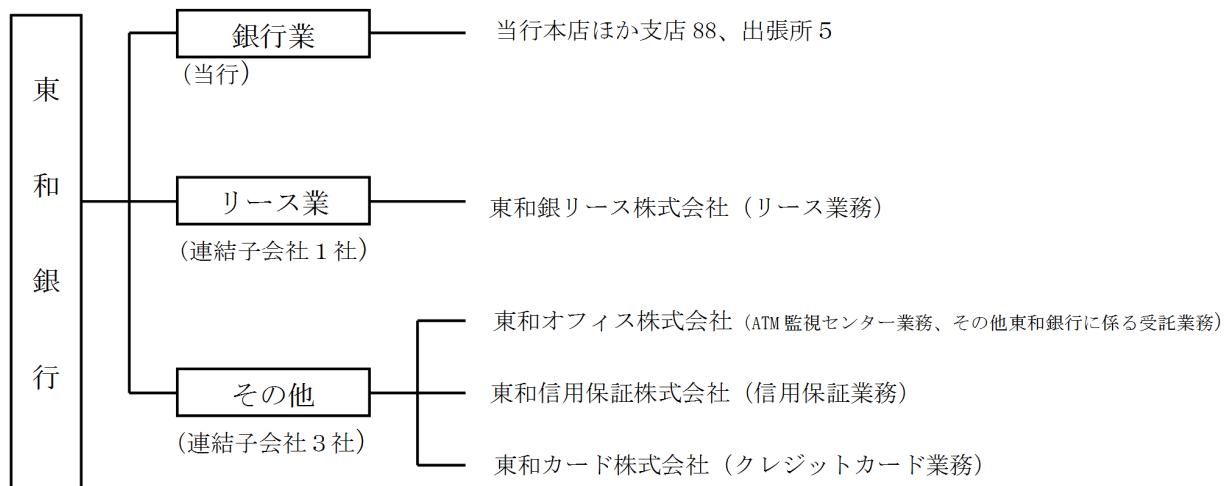 東和銀行
銀行業
(当行)
当行本店ほか支店 88、出張所５
リース業
(連結子会社１社)
東和銀リース株式会社（リース業務）
その他
(連結子会社３社)
東和オフィス株式会社（ATM 監視センター業務、その他東和銀行に係る受託業務）
東和信用保証株式会社（信用保証業務）
東和カード株式会社（クレジットカード業務）